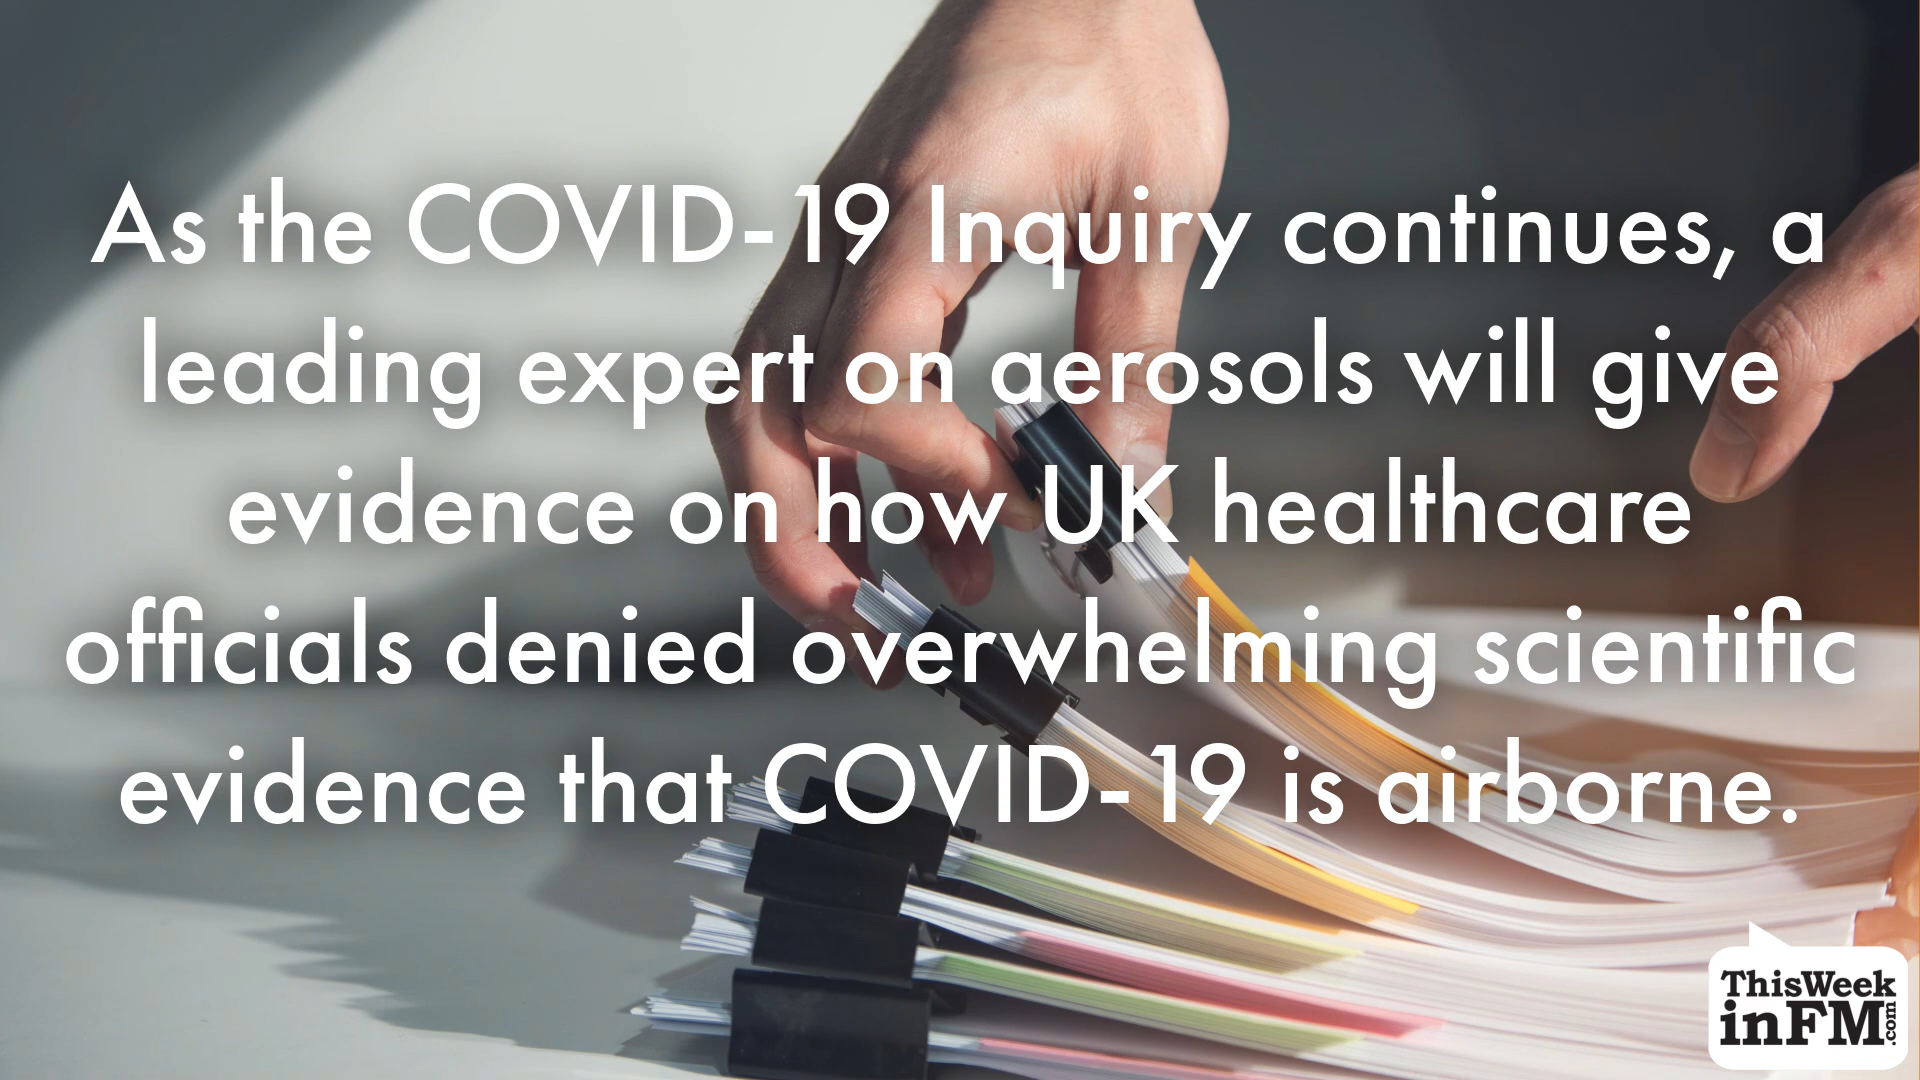 As the COVID-19 Inquiry continues, a
leading expert on aerosols will give
evidence on how UK healthcare
officials denied overwhelming scientific
evidence that COVID-19 is airborne.
ThisWeek
inFM.com